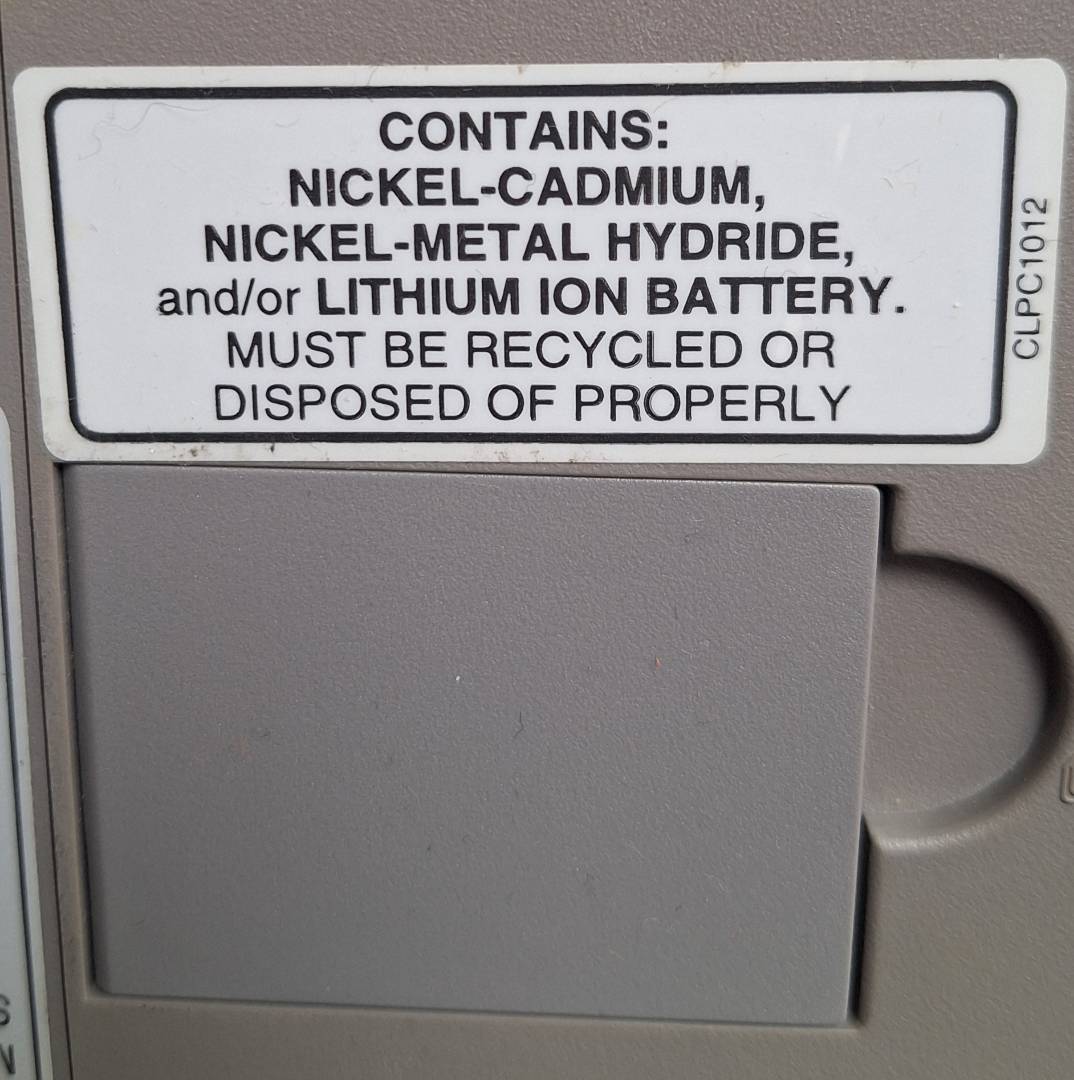 CONTAINS:
NICKEL-CADMIUM,
NICKEL-METAL HYDRIDE,
and/or LITHIUM ION BATTERY.
MUST BE RECYCLED OR
DISPOSED OF PROPERLY
CLPC1012
S
N